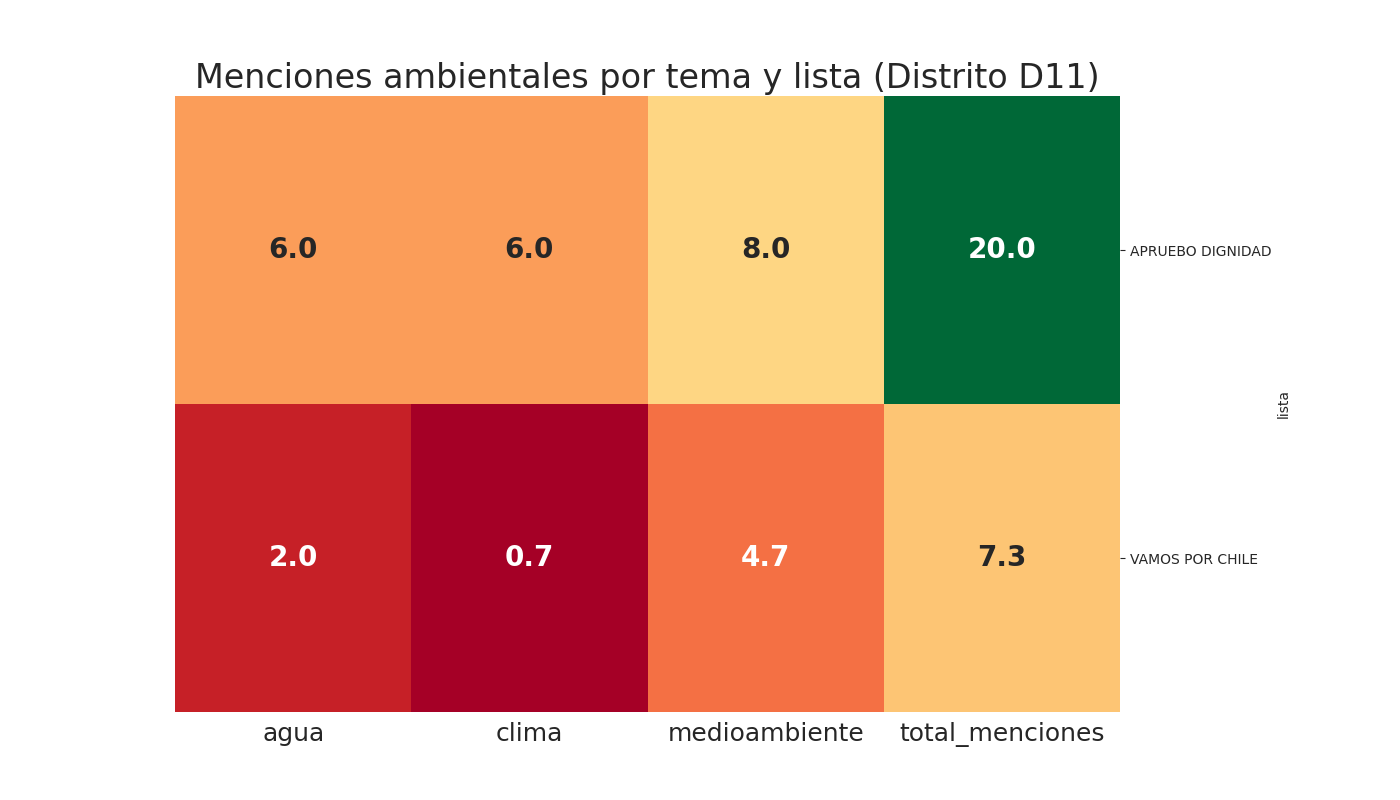 Menciones ambientales por tema y lista (Distrito D11)
6.0 6.0 8.0 20.0
APRUEBO DIGNIDAD
lista
2.0 0.7 4.7 7.3
VAMOS POR CHILE
agua clima medioambiente total_menciones